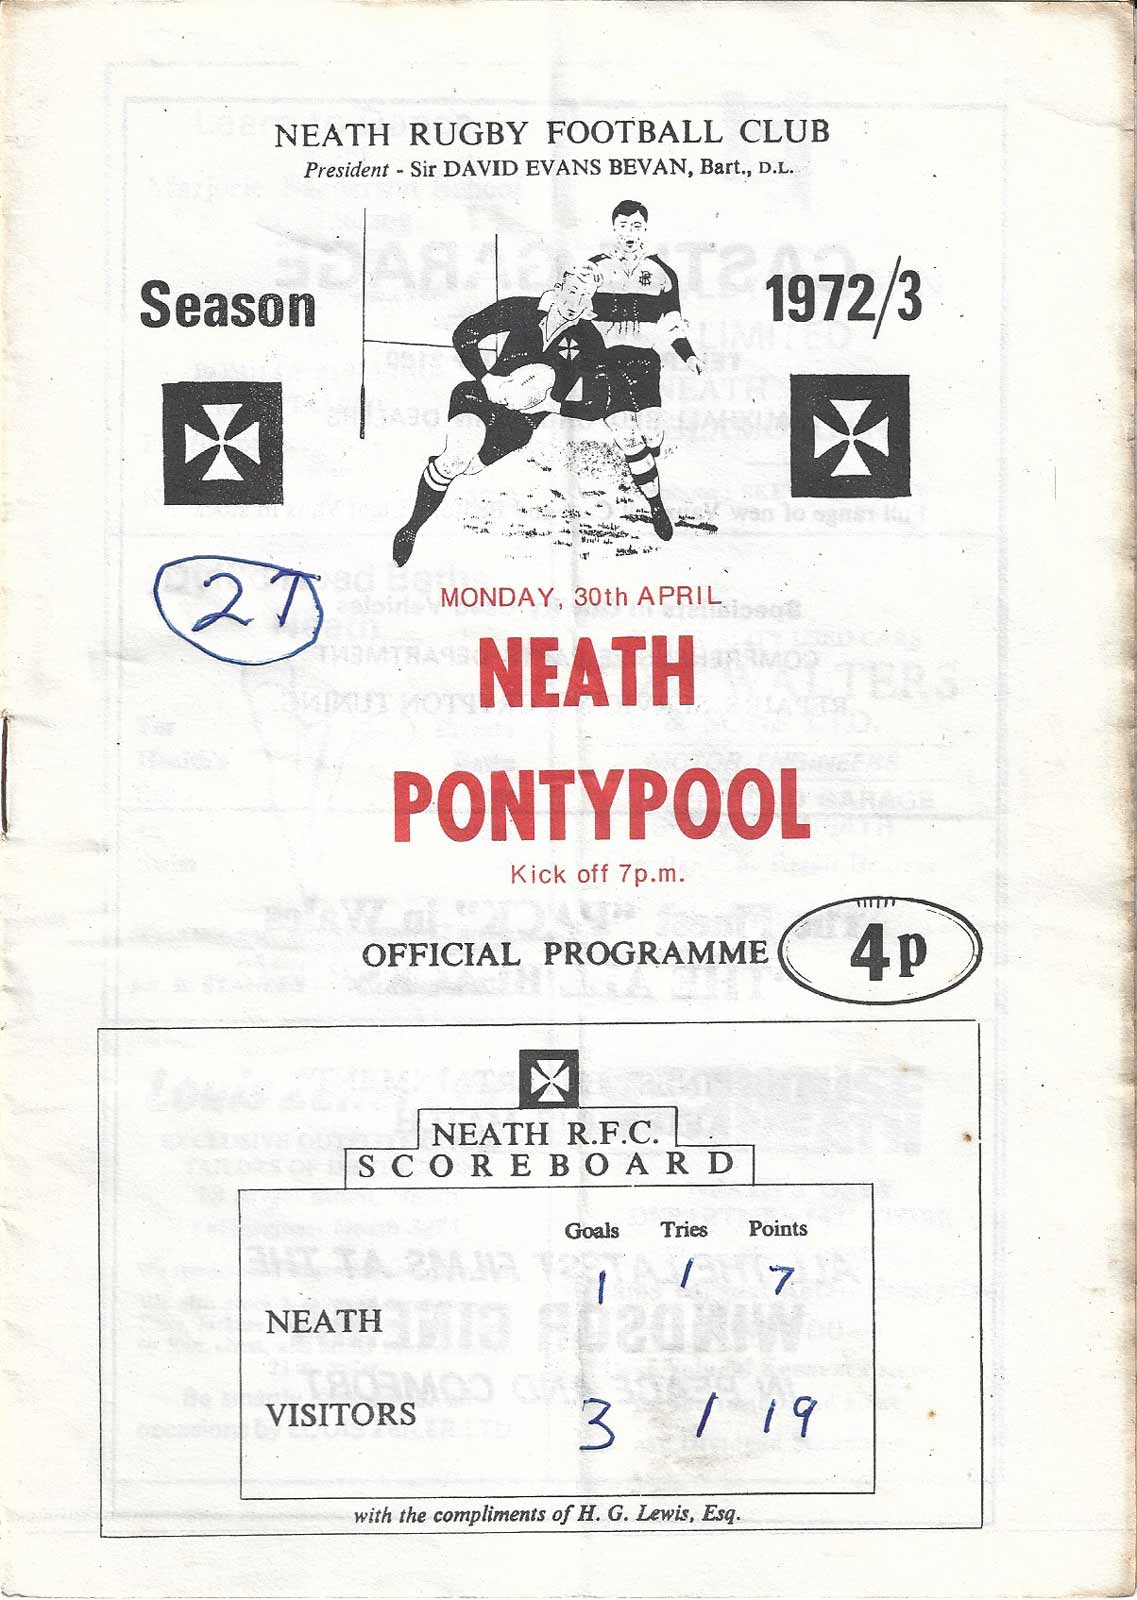 NEATH RUGBY FOOTBALL CLUB
President - Sir DAVID EVANS BEVAN, Bart., D.L.
Season
1972/3
27
MONDAY, 30th APRIL
NEATH
PONTYPOOL
Kick off 7p.m.
OFFICIAL PROGRAMME 4p
NEATH R.F.C.
SCOREBOARD
Goals Tries Points
1 1 7
NEATH
VISITORS 3 1 19
with the compliments of H. G. Lewis, Esq.